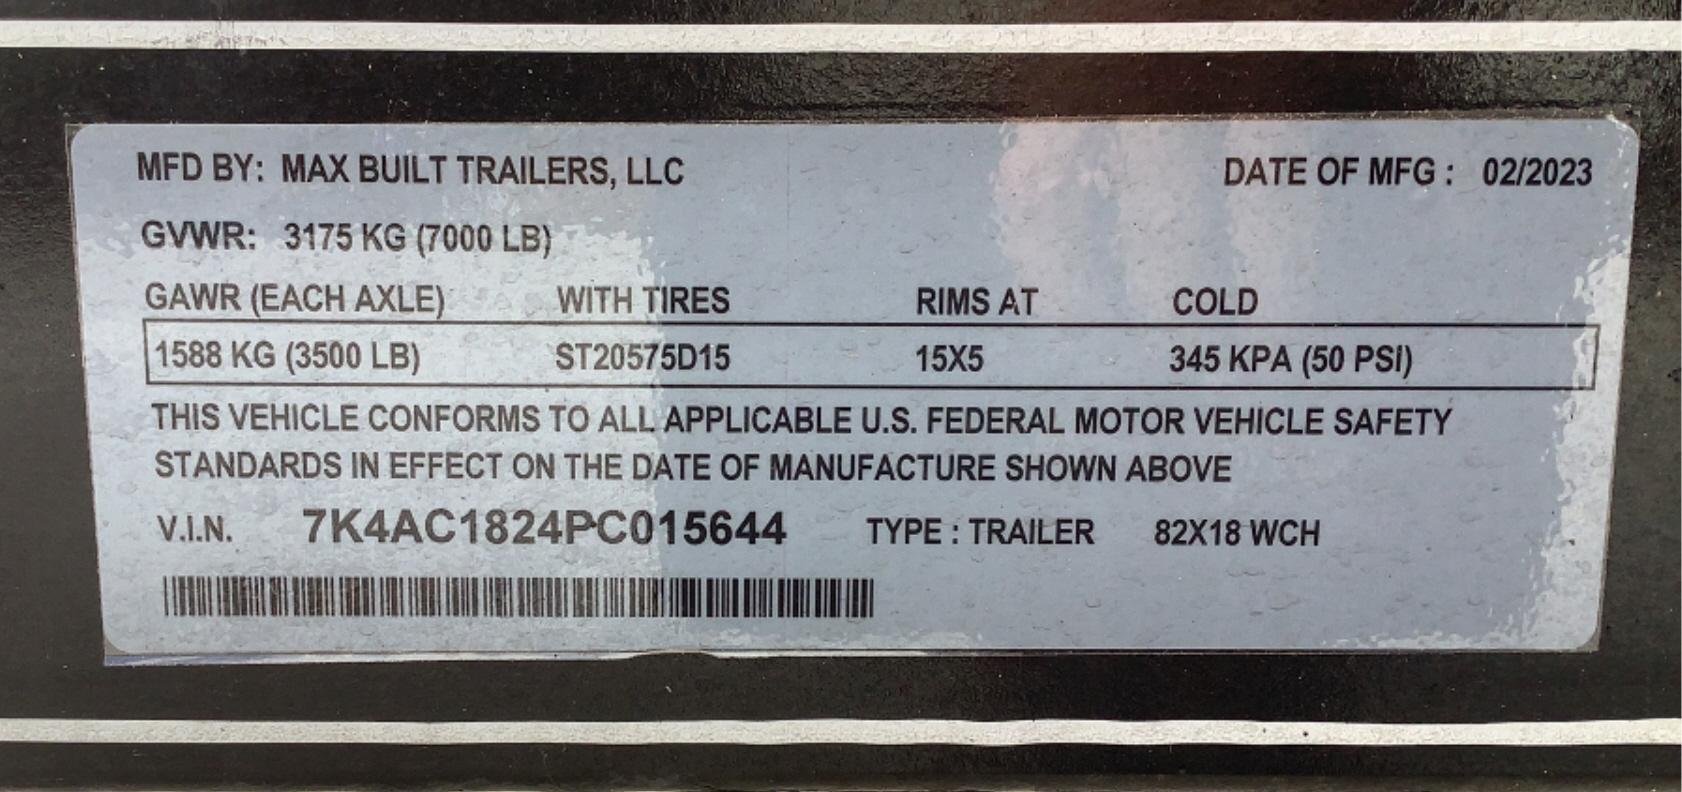 MFD BY: MAX BUILT TRAILERS, LLC DATE OF MFG : 02/2023
GVWR: 3175 KG (7000 LB)
GAWR (EACH AXLE) WITH TIRES RIMS AT COLD
1588 KG (3500 LB) ST20575D15 15X5 345 KPA (50 PSI)
THIS VEHICLE CONFORMS TO ALL APPLICABLE U.S. FEDERAL MOTOR VEHICLE SAFETY
STANDARDS IN EFFECT ON THE DATE OF MANUFACTURE SHOWN ABOVE
V.I.N. 7K4AC1824PC015644 TYPE : TRAILER 82X18 WCH